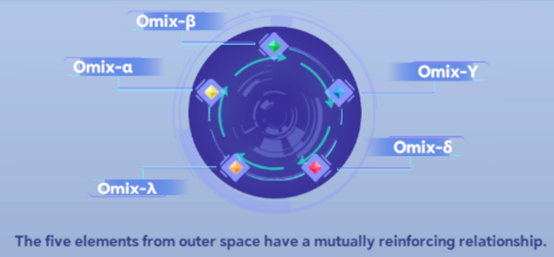 Omix-β
Omix-α
Omix-Y
Omix-δ
Omix-λ
The five elements from outer space have a mutually reinforcing relationship.